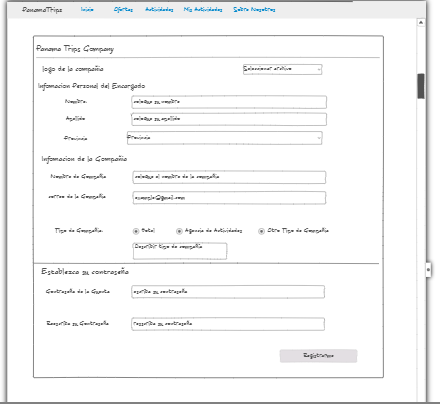 PanamaTrips Inicio Ofertas Actividades Mis Actividades Sobre Nosotros
Panama Trips Company
logo de la compañia Seleccionar archivo
Infomacion Personal del Encargado
Nombre: coloque su nombre
Apellido coloque su apellido
Provincia Provincia
Infomacion de la Compañia
Nombre de Compañia coloque el nombre de la compañia
correo de la Compañia example@gmail.com
Tipo de Compañia: Hotel Agencia de Actividades Otro Tipo de Compañia
Describir tipo de compañia
Establezca su contraseña
Contraseña de la Cuenta escriba su contraseña
Reescriba su Contraseña reescriba su contraseña
Registrarme